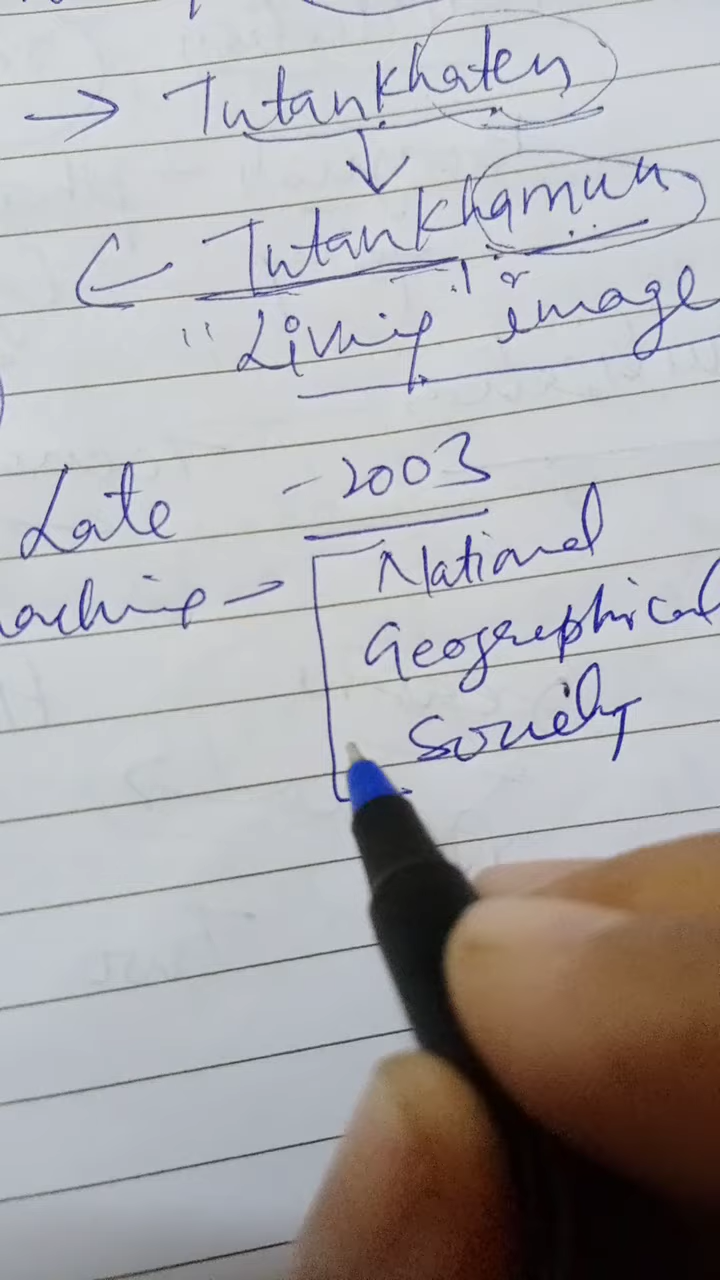 → Tutankhaten
↓
Tutankhamun
"Living image
Late - 2003
National
Geographical
Society